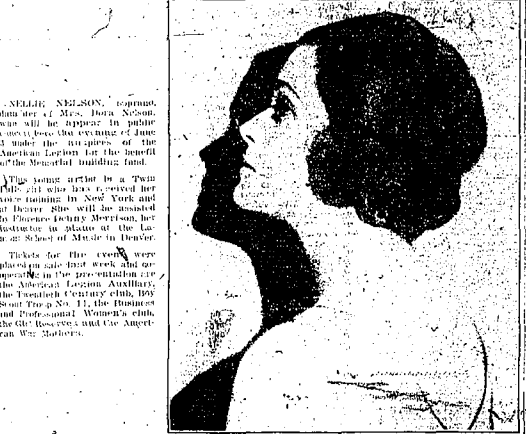 NELLIE NELSON, soprano,
of Mrs. Dora Nelson,
who will be appear in public
concert here the evening of June
under the auspices of the
American Legion for the benefit
of the Memorial building fund.
This young artist is a Twin
Falls girl who has received her
voice training in New York and
at Denver She will be assisted
by Florence Denny Merrison, her
instructor in piano at the
School of Music in Denver.
Tickets for the event were
placed on sale last week and
operating in the presentation are
the American Legion Auxiliary,
the Twentieth Century club, Boy
Scout Troop No. 11, the Business
and Professional Women's club,
the Girl Reserves and the Ameri-
can War Mothers.